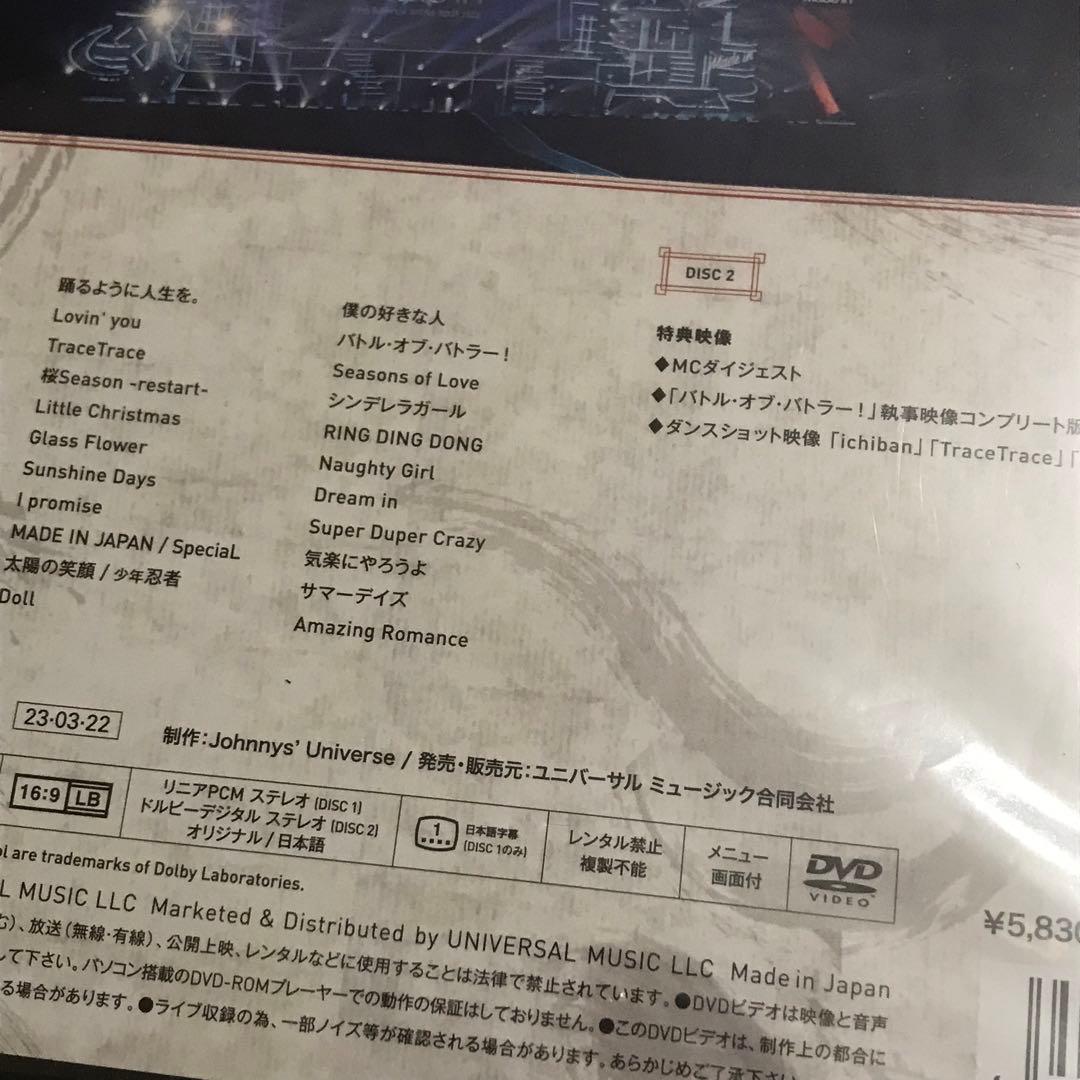 踊るように人生を。
Lovin' you
TraceTrace
桜Season -restart-
Little Christmas
Glass Flower
Sunshine Days
I promise
MADE IN JAPAN / SpeciaL
太陽の笑顔 / 少年忍者
Doll
僕の好きな人
バトル・オブ・バトラー!
Seasons of Love
シンデレラガール
RING DING DONG
Naughty Girl
Dream in
Super Duper Crazy
気楽にやろうよ
サマーデイズ
Amazing Romance
DISC 2
特典映像
◆MCダイジェスト
◆「バトル・オブ・バトラー!」執事映像コンプリート版
◆ダンスショット映像「ichiban」「TraceTrace」「
23・03・22
制作:Johnnys' Universe / 発売・販売元:ユニバーサル ミュージック合同会社
16:9 LB
リニアPCM ステレオ (DISC 1)
ドルビーデジタル ステレオ (DISC 2)
オリジナル / 日本語
1
日本語字幕
(DISC 1のみ)
レンタル禁止
複製不能
メニュー
画面付
DVD
VIDEO
are trademarks of Dolby Laboratories.
MUSIC LLC Marketed & Distributed by UNIVERSAL MUSIC LLC Made in Japan
¥5,830
)、放送(無線・有線)、公開上映、レンタルなどに使用することは法律で禁止されています。●DVDビデオは映像と音声
して下さい。パソコン搭載のDVD-ROMプレーヤーでの動作の保証はしておりません。●このDVDビデオは、制作上の都合に
る場合があります。●ライブ収録の為、一部ノイズ等が確認される場合があります。あらかじめご了承下さい